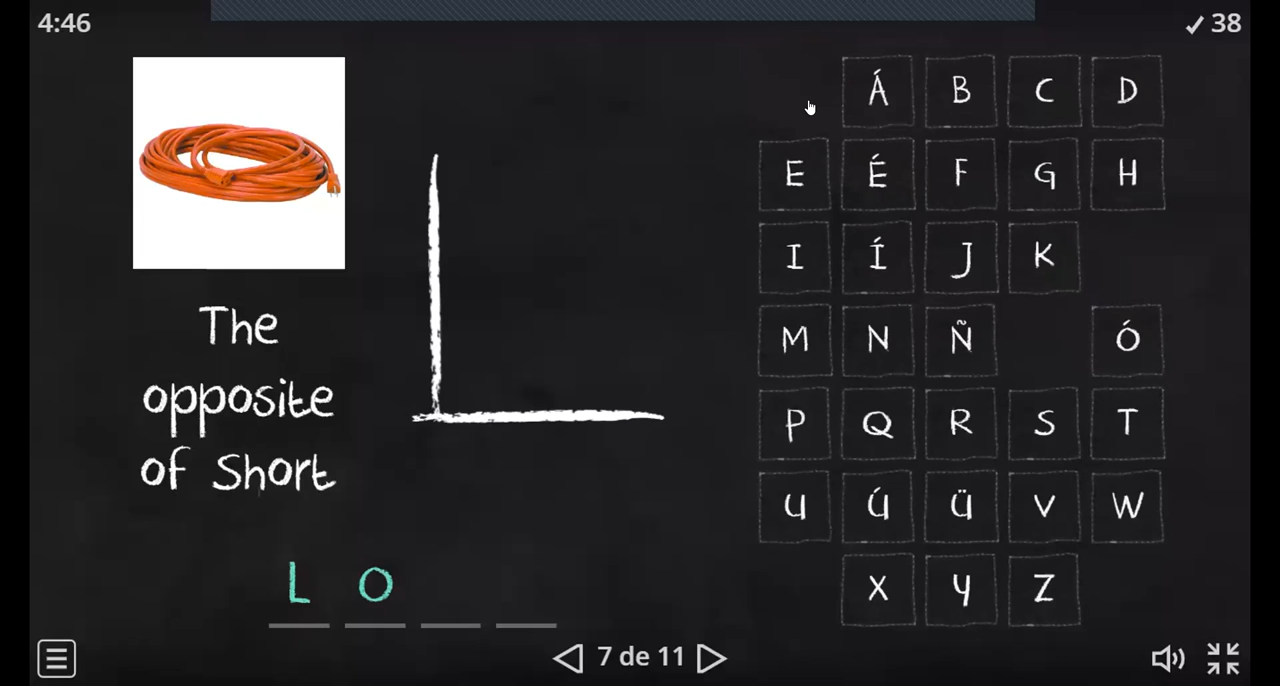 4:46
✓ 38
The
opposite
of Short
L O
Á B C D
E É F G H
I Í J K
M N Ñ Ó
P Q R S T
U Ú Ü V W
X Y Z
7 de 11